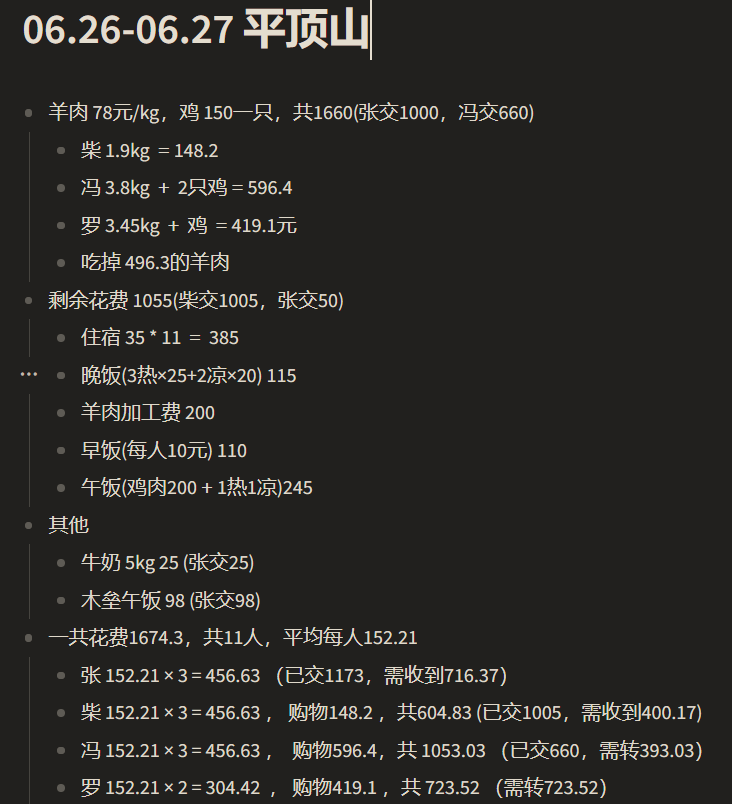 06.26-06.27 平顶山
羊肉 78元/kg，鸡 150一只，共1660(张交1000，冯交660)
柴 1.9kg ＝148.2
冯 3.8kg ＋ 2只鸡＝596.4
罗 3.45kg ＋ 鸡 ＝419.1元
吃掉 496.3的羊肉
剩余花费 1055(柴交1005，张交50)
住宿 35 * 11 ＝ 385
晚饭(3热×25+2凉×20) 115
羊肉加工费 200
早饭(每人10元) 110
午饭(鸡肉200 + 1热1凉)245
其他
牛奶 5kg 25 (张交25)
木垒午饭 98 (张交98)
一共花费1674.3，共11人，平均每人152.21
张 152.21 × 3 = 456.63 （已交1173，需收到716.37）
柴 152.21 × 3 = 456.63 ， 购物148.2 ，共604.83 (已交1005，需收到400.17)
冯 152.21 × 3 = 456.63 ， 购物596.4，共 1053.03 （已交660，需转393.03）
罗 152.21 × 2 = 304.42 ， 购物419.1 ，共 723.52 （需转723.52）